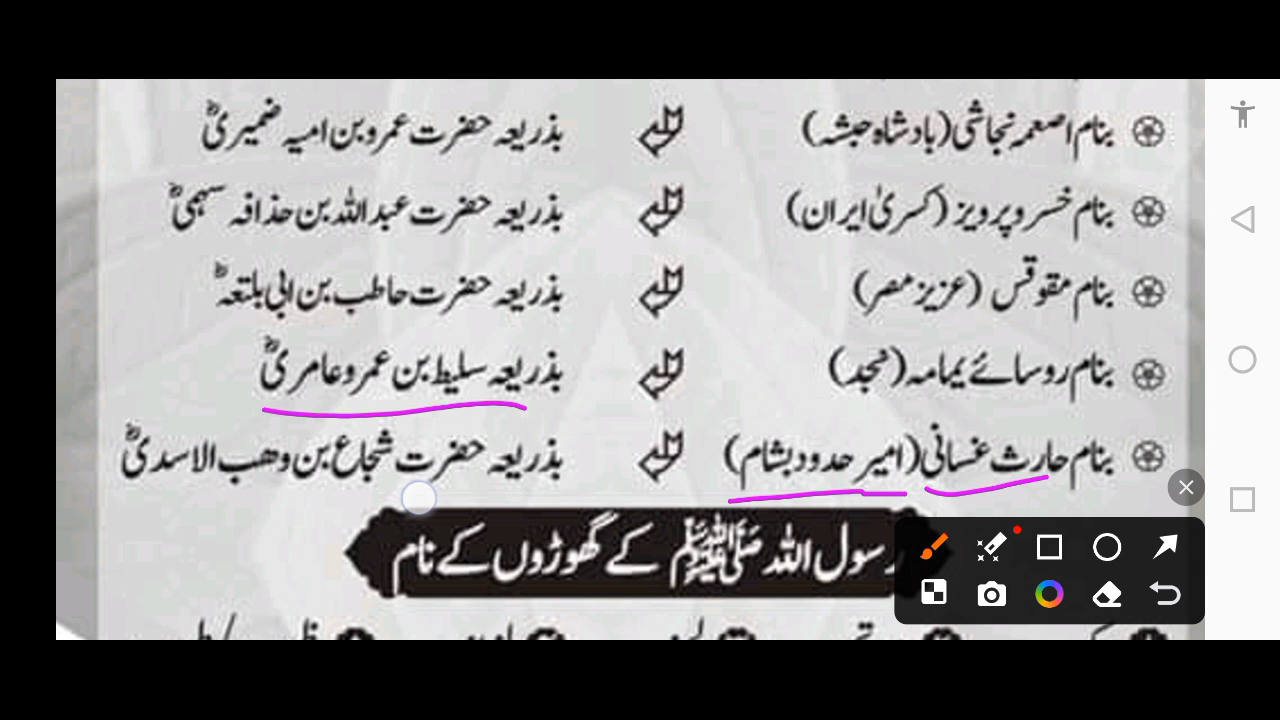 بنام اصعمہ نجاشی (بادشاہ حبشہ) بذریعہ حضرت عمرو بن امیہ ضمیریؓ
بنام خسرو پرویز (کسریٰ ایران) بذریعہ حضرت عبداللہ بن حذافہ سہمیؓ
بنام مقوقس (عزیز مصر) بذریعہ حضرت حاطب بن ابی بلتعہؓ
بنام روسائے یمامہ (نجد) بذریعہ سلیط بن عمرو عامریؓ
بنام حارث غسانی (امیر حدود بشام) بذریعہ حضرت شجاع بن وھب الاسدیؓ
رسول اللہ ﷺ کے گھوڑوں کے نام